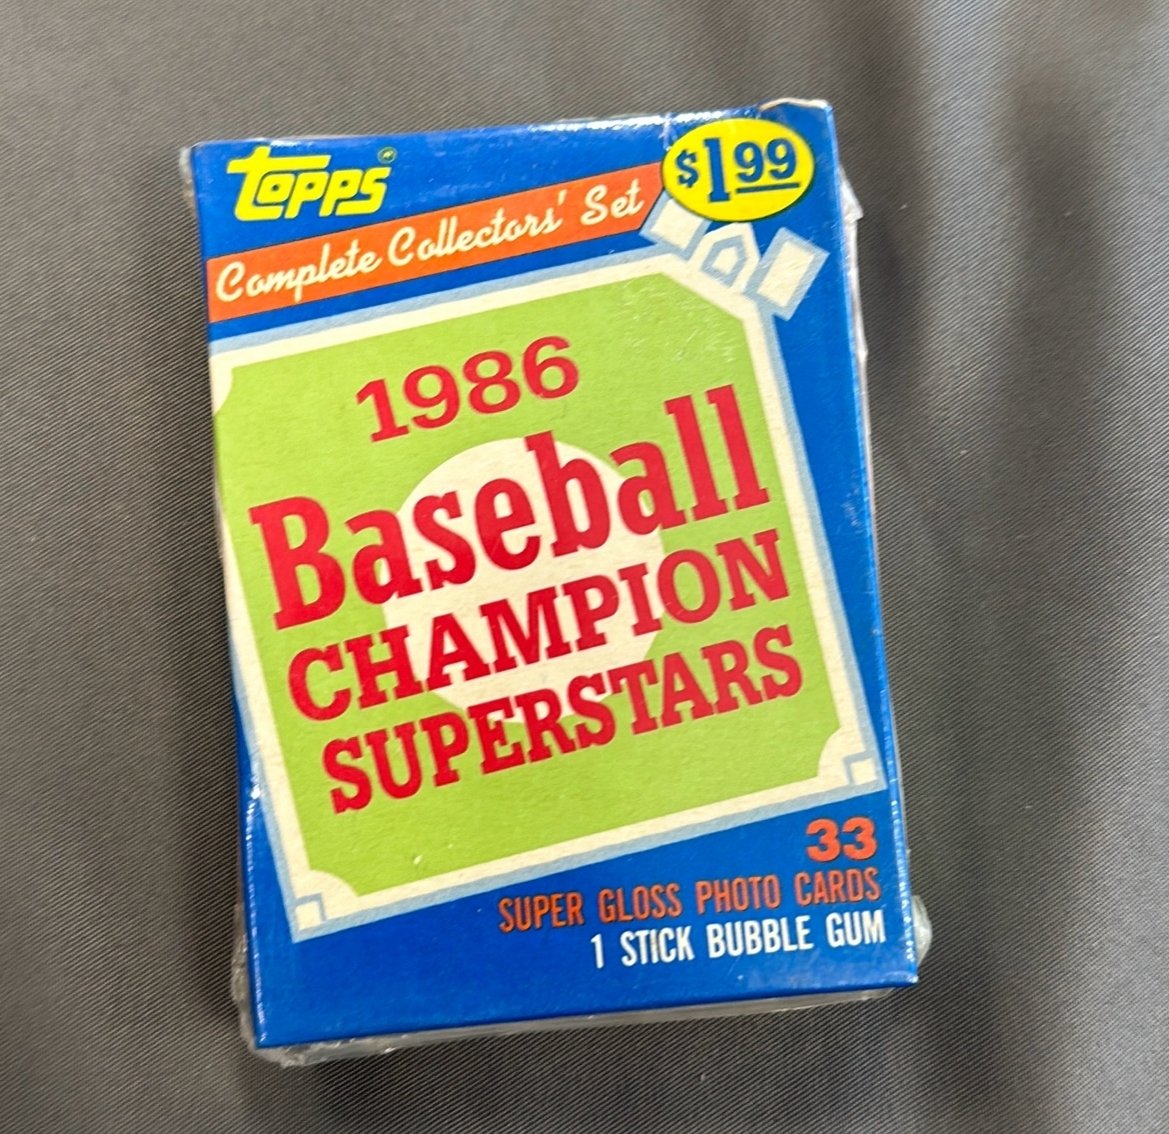 TOPPS®
$1.99
Complete Collectors' Set
1986
Baseball
CHAMPION
SUPERSTARS
33
SUPER GLOSS PHOTO CARDS
1 STICK BUBBLE GUM